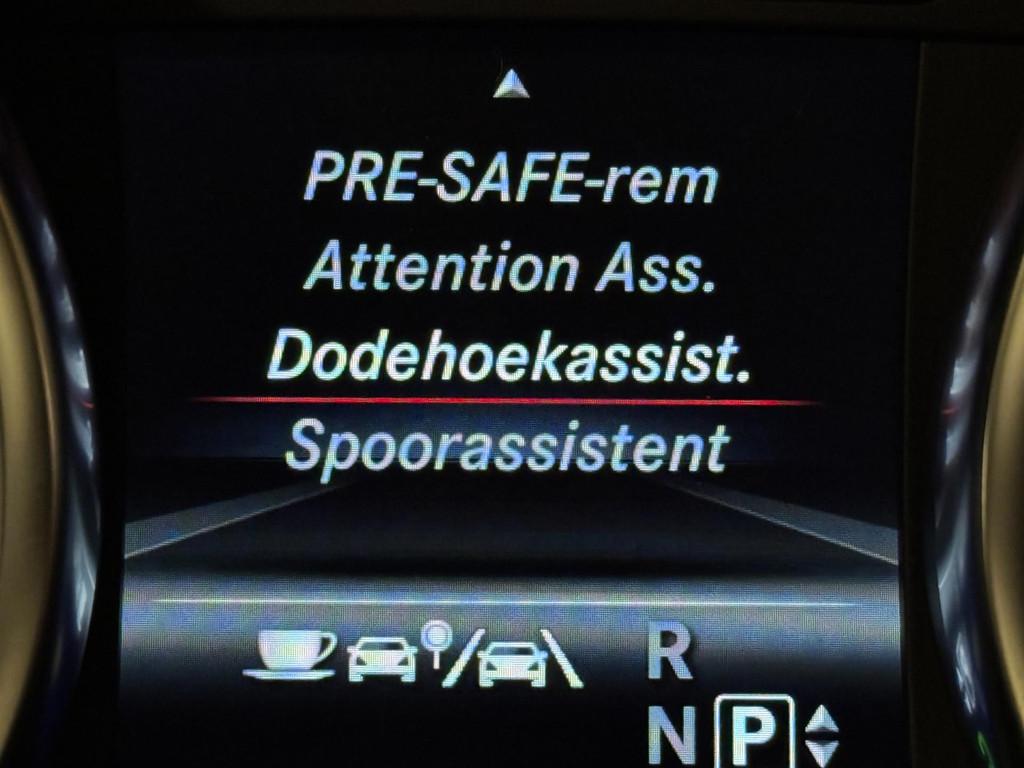 PRE-SAFE-rem
Attention Ass.
Dodehoekassist.
Spoorassistent
R
N P